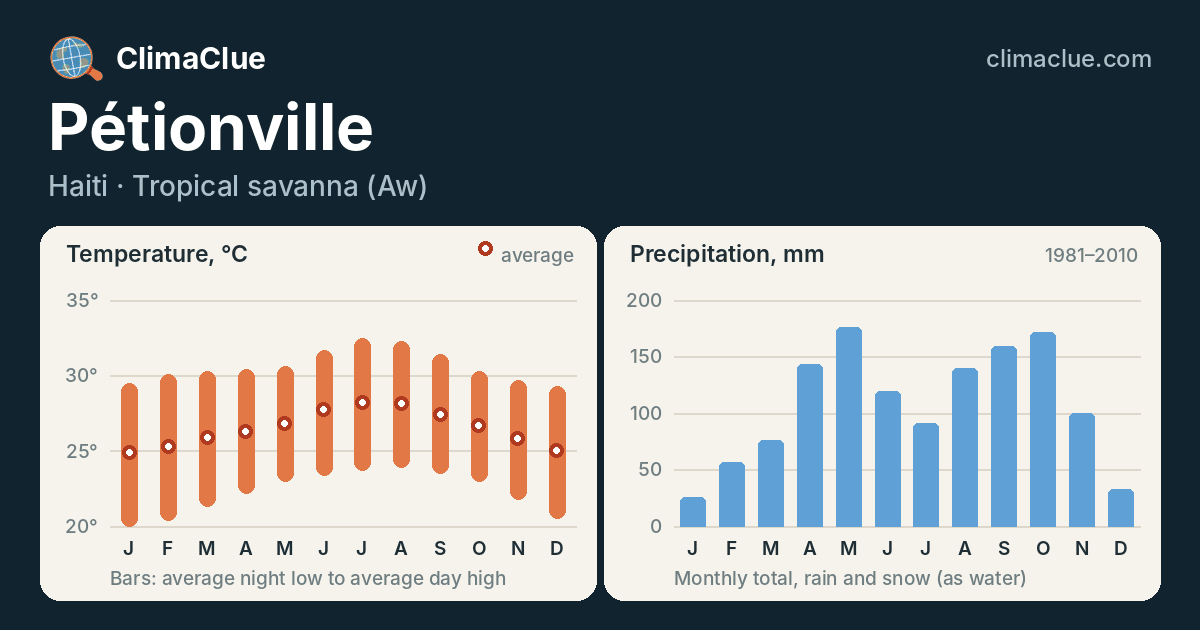 ClimaClue
climaclue.com
Pétionville
Haiti · Tropical savanna (Aw)
Temperature, °C
average
35°
30°
25°
20°
J F M A M J J A S O N D
Bars: average night low to average day high
Precipitation, mm
1981–2010
200
150
100
50
0
J F M A M J J A S O N D
Monthly total, rain and snow (as water)